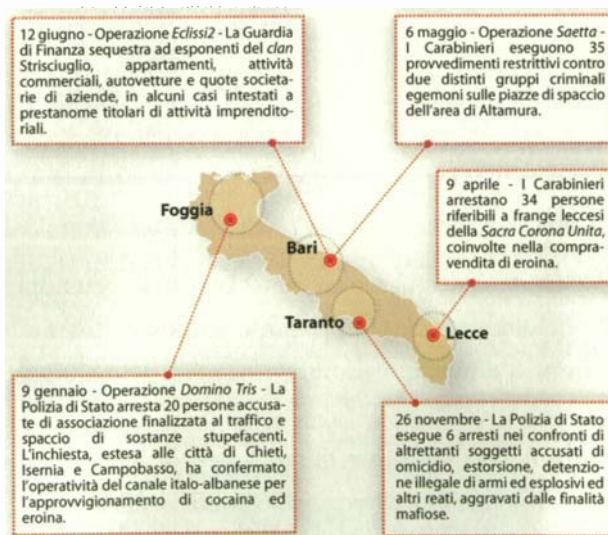 12 giugno - Operazione Eclissi2 - La Guardia
di Finanza sequestra ad esponenti del clan
Strisciuglio, appartamenti, attività
commerciali, autovetture e quote societa-
rie di aziende, in alcuni casi intestati a
prestanome titolari di attività imprendito-
riali.
6 maggio - Operazione Saetta -
I Carabinieri eseguono 35
provvedimenti restrittivi contro
due distinti gruppi criminali
egemoni sulle piazze di spaccio
dell'area di Altamura.
9 aprile - I Carabinieri
arrestano 34 persone
riferibili a frange leccesi
della Sacra Corona Unita,
coinvolte nella compra-
vendita di eroina.
Foggia
Bari
Taranto
Lecce
9 gennaio - Operazione Domino Tris - La
Polizia di Stato arresta 20 persone accusa-
te di associazione finalizzata al traffico e
spaccio di sostanze stupefacenti.
L'inchiesta, estesa alle città di Chieti,
Isernia e Campobasso, ha confermato
l'operatività del canale italo-albanese per
l'approvvigionamento di cocaina ed
eroina.
26 novembre - La Polizia di Stato
esegue 6 arresti nei confronti di
altrettanti soggetti accusati di
omicidio, estorsione, detenzio-
ne illegale di armi ed esplosivi ed
altri reati, aggravati dalle finalità
mafiose.